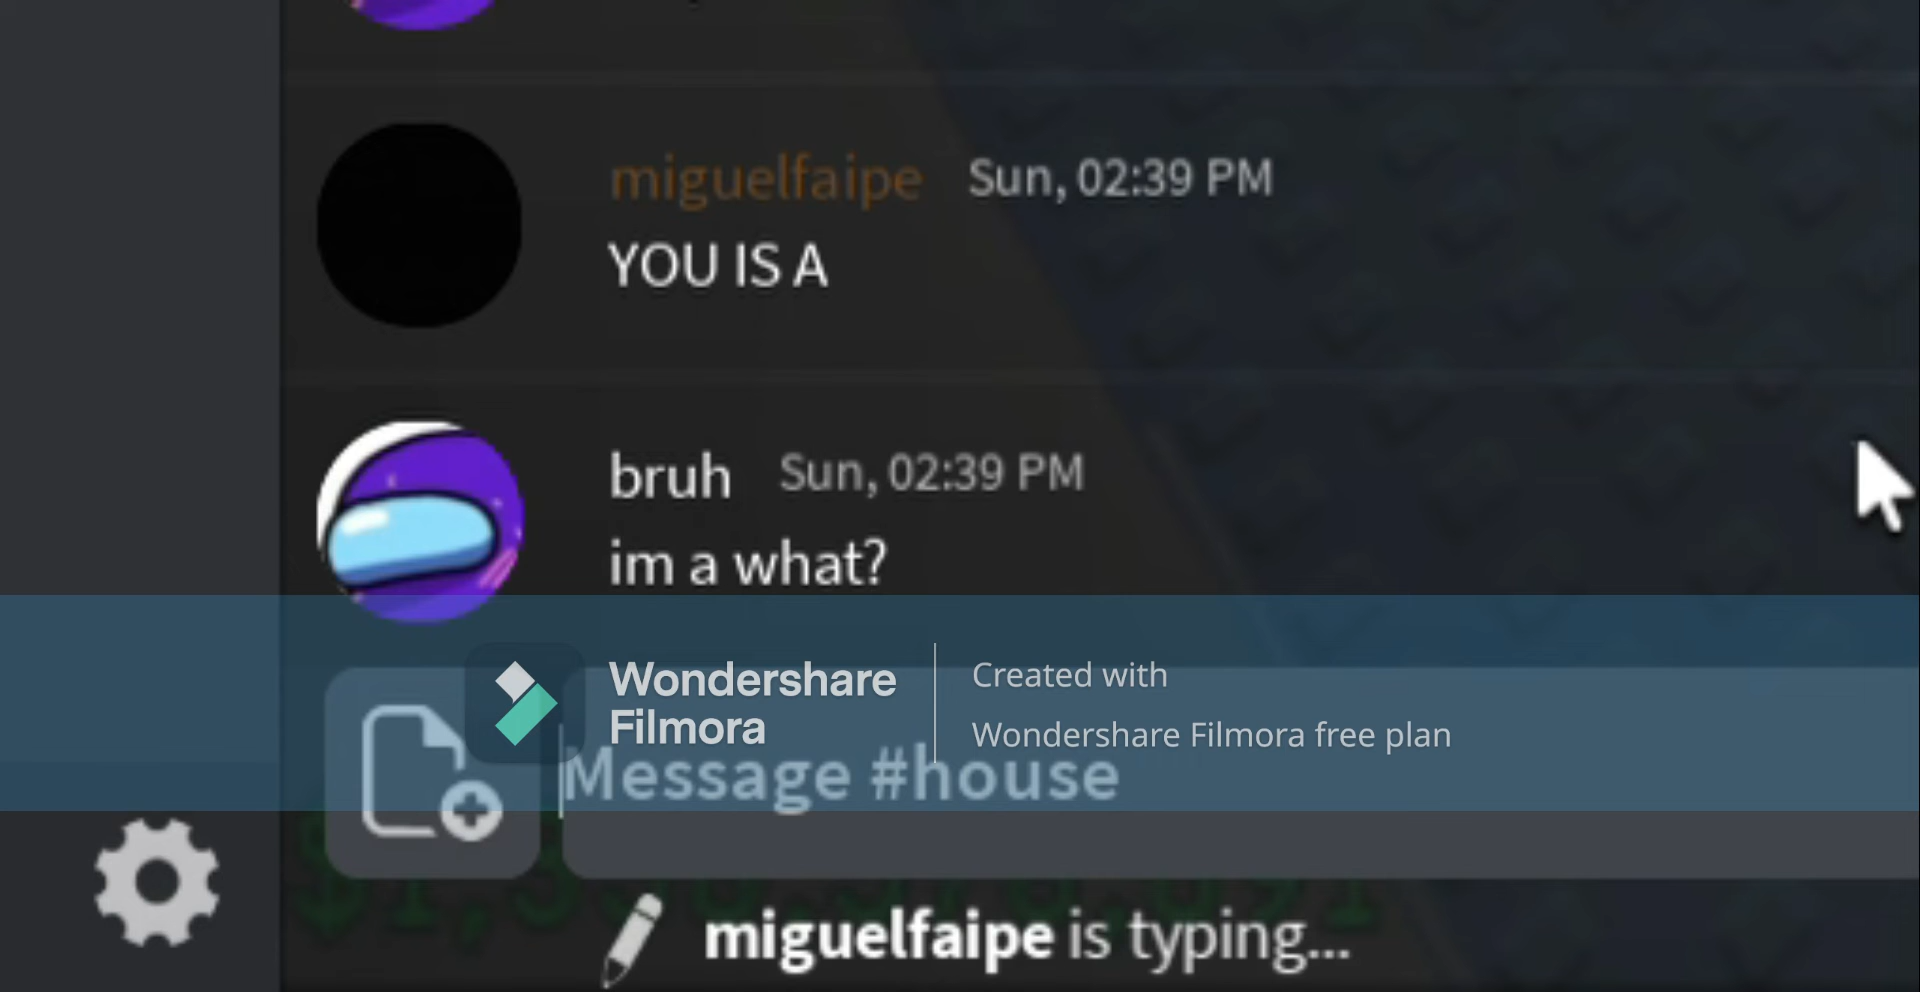 miguelfaipe Sun, 02:39 PM
YOU IS A
bruh Sun, 02:39 PM
im a what?
Wondershare
Filmora
Created with
Wondershare Filmora free plan
Message #house
miguelfaipe is typing...